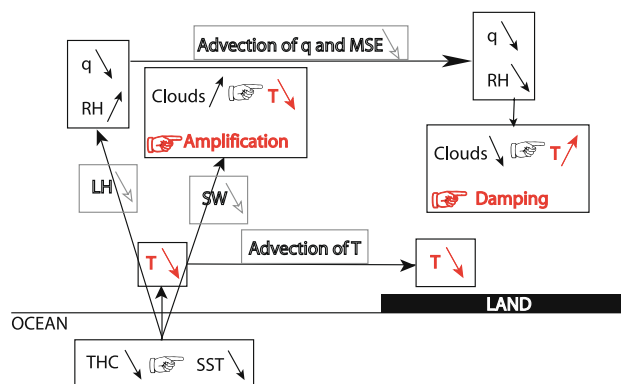 Advection of q and MSE
q
RH
q
RH
Clouds T
Amplification
Clouds T
Damping
LH
SW
T
Advection of T
T
LAND
OCEAN
THC SST